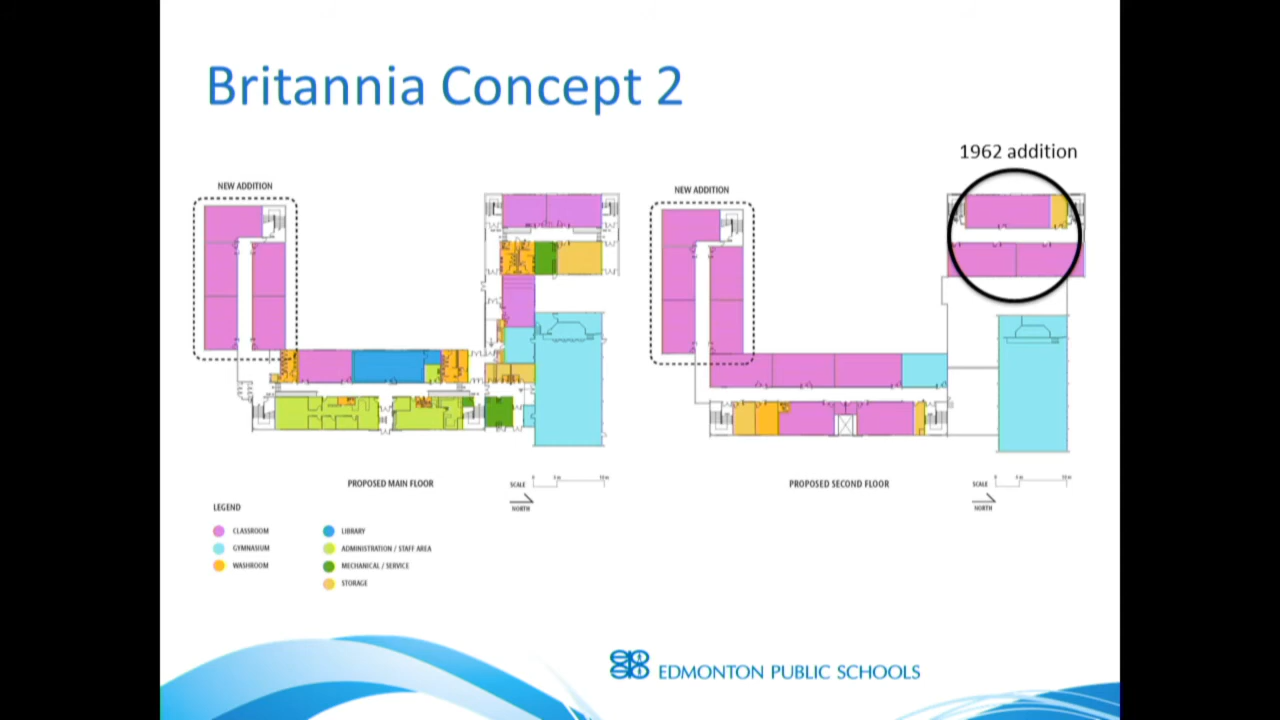 Britannia Concept 2
1962 addition
NEW ADDITION
NEW ADDITION
PROPOSED MAIN FLOOR
SCALE
NORTH
PROPOSED SECOND FLOOR
SCALE
NORTH
LEGEND
CLASSROOM
GYMNASIUM
WASHROOM
LIBRARY
ADMINISTRATION / STAFF AREA
MECHANICAL / SERVICE
STORAGE
EDMONTON PUBLIC SCHOOLS